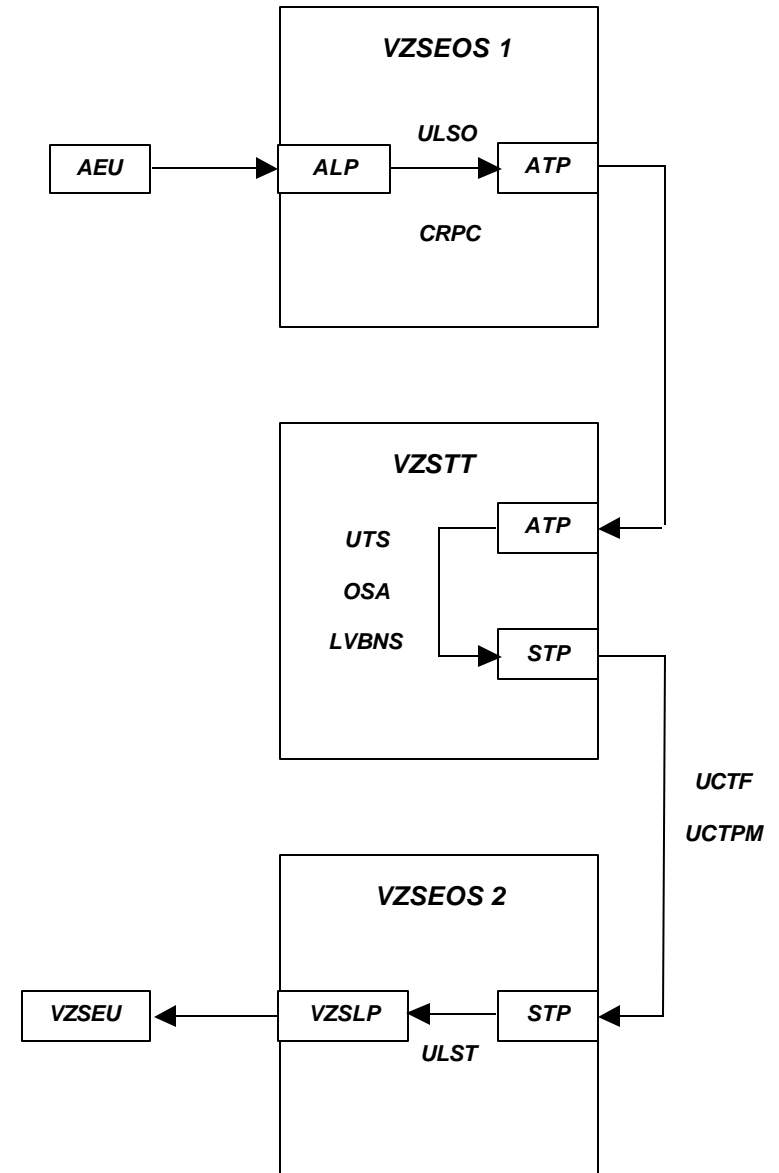 VZSEOS 1
ULSO
AEU
ALP
ATP
CRPC
VZSTT
ATP
UTS
OSA
LVBNS
STP
UCTF
UCTPM
VZSEOS 2
VZSEU
VZSLP
STP
ULST